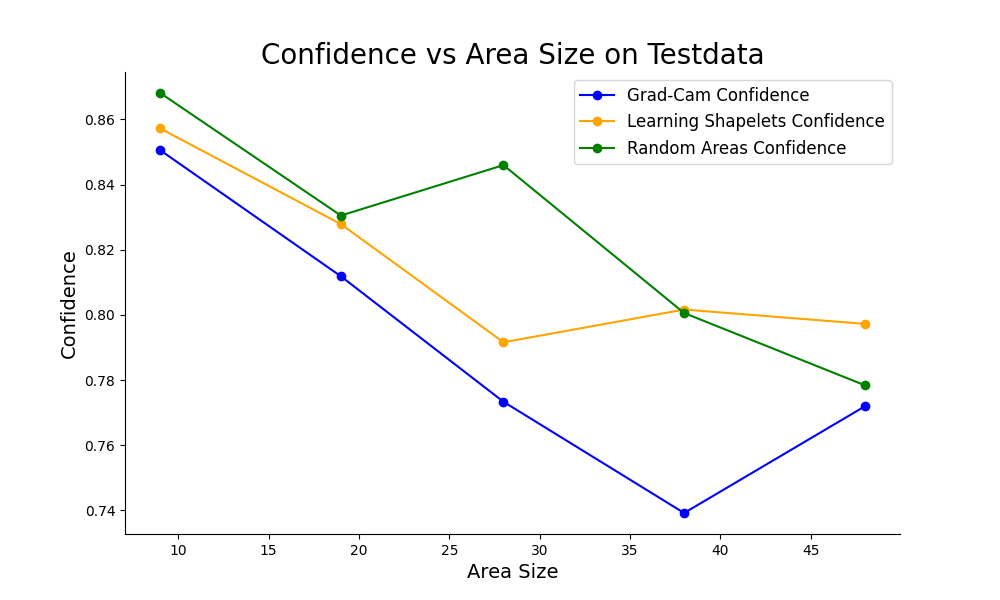 Confidence vs Area Size on Testdata
Grad-Cam Confidence
Learning Shapelets Confidence
Random Areas Confidence
Confidence
0.86
0.84
0.82
0.80
0.78
0.76
0.74
10 15 20 25 30 35 40 45
Area Size